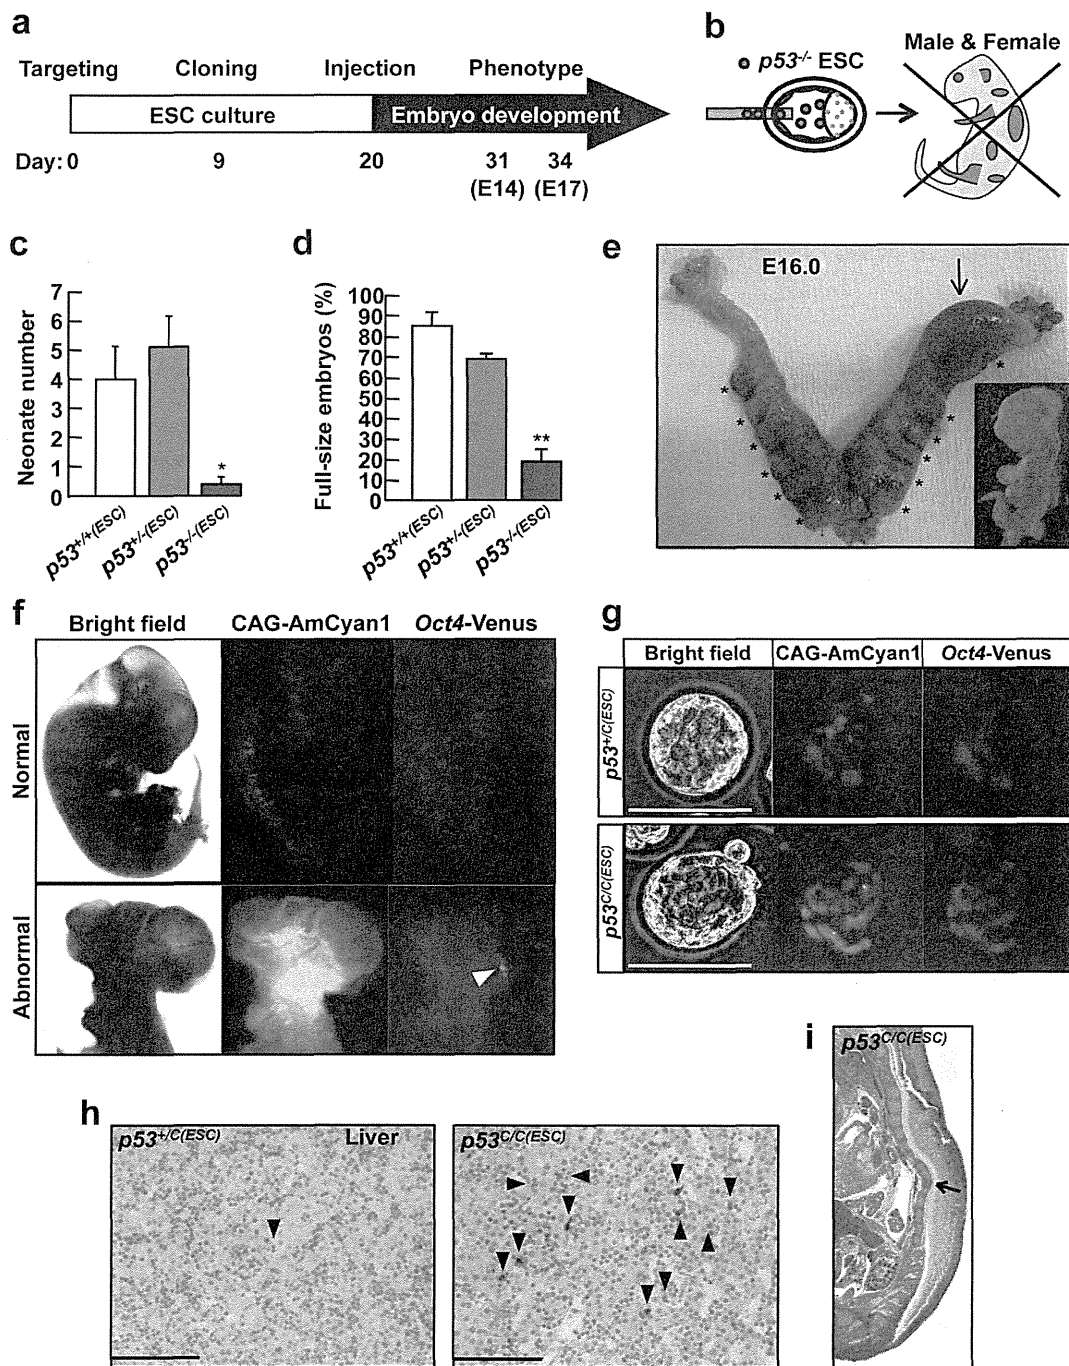 a
Targeting Cloning Injection Phenotype
ESC culture Embryo development
Day: 0 9 20 31 34
(E14) (E17)
b
p53-/- ESC
Male & Female
c
Neonate number
7
6
5
4
3
2
1
0
*
p53+/+(ESC)
p53+/-(ESC)
p53-/-(ESC)
d
Full-size embryos (%)
100
90
80
70
60
50
40
30
20
10
0
**
p53+/+(ESC)
p53+/-(ESC)
p53-/-(ESC)
e
E16.0
* * * * * * * * * *
f
Bright field CAG-AmCyan1 Oct4-Venus
Normal
Abnormal
g
Bright field CAG-AmCyan1 Oct4-Venus
p53+/C(ESC)
p53C/C(ESC)
h
p53+/C(ESC) Liver
p53C/C(ESC)
i
p53C/C(ESC)